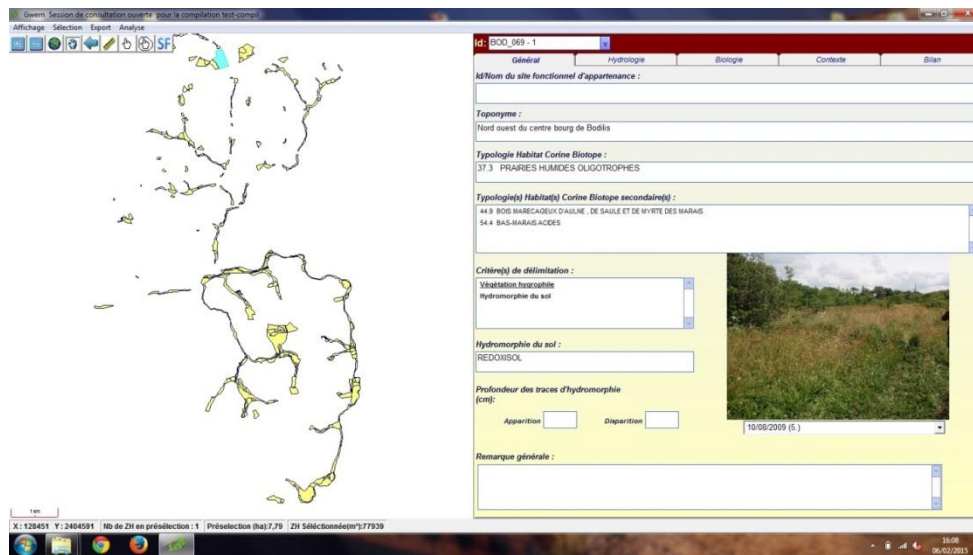 Gwern Session de consultation ouverte pour la compilation test-compil
Affichage Sélection Export Analyse
SF
Id: BOD_069 - 1
Général Hydrologie Biologie Contexte Bilan
Id/Nom du site fonctionnel d'appartenance :
Toponyme :
Nord ouest du centre bourg de Bodilis
Typologie Habitat Corine Biotope :
37.3 PRAIRIES HUMIDES OLIGOTROPHES
Typologie(s) Habitat(s) Corine Biotope secondaire(s) :
44.9 BOIS MARECAGEUX D'AULNE , DE SAULE ET DE MYRTE DES MARAIS
54.4 BAS-MARAIS ACIDES
Critère(s) de délimitation :
Végétation hygrophile
Hydromorphie du sol
Hydromorphie du sol :
REDOXISOL
Profondeur des traces d'hydromorphie
(cm):
Apparition Disparition
10/08/2009 (5.)
Remarque générale :
1 km
X : 128451 Y : 2404591 Nb de ZH en présélection : 1 Préselection (ha):7,79 ZH Séléctionnée(m²):77939
16:08
06/02/2015